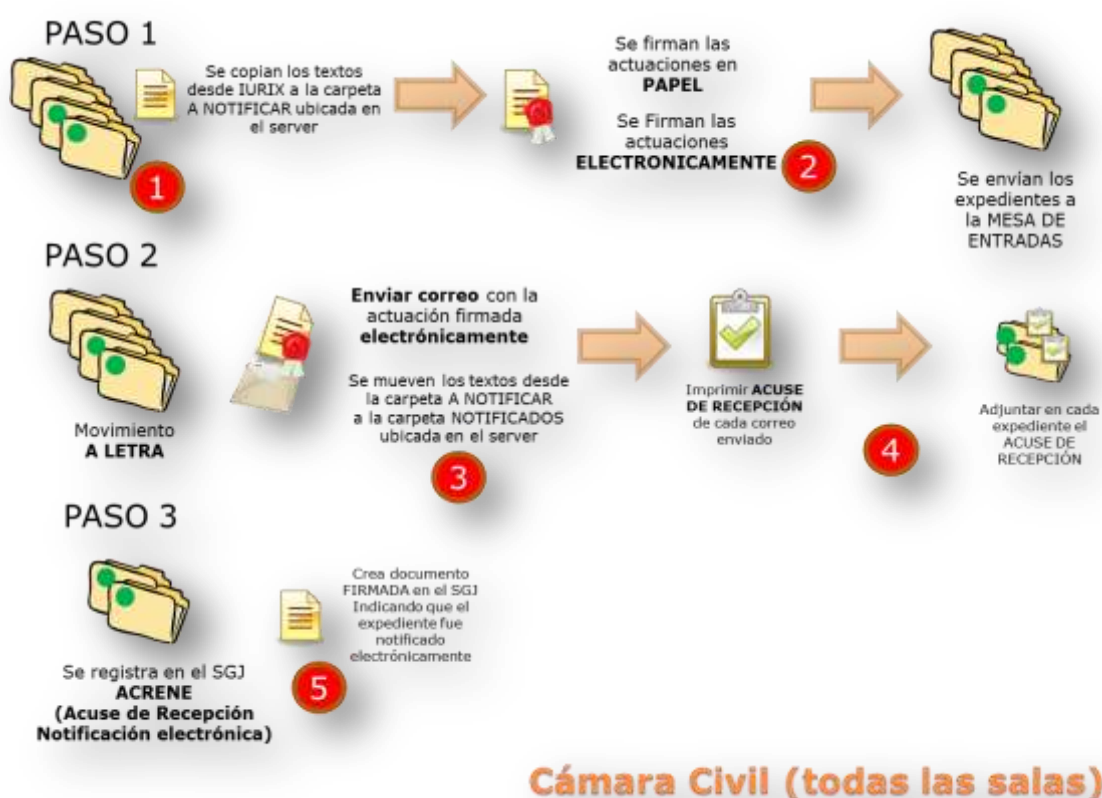 PASO 1
Se copian los textos
desde IURIX a la carpeta
A NOTIFICAR ubicada en
el server
1
Se firman las
actuaciones en
PAPEL
Se Firman las
actuaciones
ELECTRONICAMENTE
2
Se envían los
expedientes a
la MESA DE
ENTRADAS
PASO 2
Movimiento
A LETRA
Enviar correo con la
actuación firmada
electrónicamente
Se mueven los textos desde
la carpeta A NOTIFICAR
a la carpeta NOTIFICADOS
ubicada en el server
3
Imprimir ACUSE
DE RECEPCIÓN
de cada correo
enviado
4
Adjuntar en cada
expediente el
ACUSE DE
RECEPCIÓN
PASO 3
Se registra en el SGJ
ACRENE
(Acuse de Recepción
Notificación electrónica)
Crea documento
FIRMADA en el SGJ
Indicando que el
expediente fue
notificado
electrónicamente
5
Cámara Civil (todas las salas)